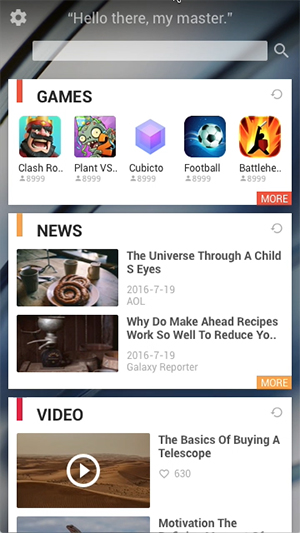 “Hello there, my master.”
GAMES
Clash Ro.. Plant VS.. Cubicto Football Battlehe..
8999 8999 8999 8999 8999
MORE
NEWS
The Universe Through A Child
S Eyes
2016-7-19
AOL
Why Do Make Ahead Recipes
Work So Well To Reduce Yo..
2016-7-19
Galaxy Reporter
MORE
VIDEO
The Basics Of Buying A
Telescope
630
Motivation The